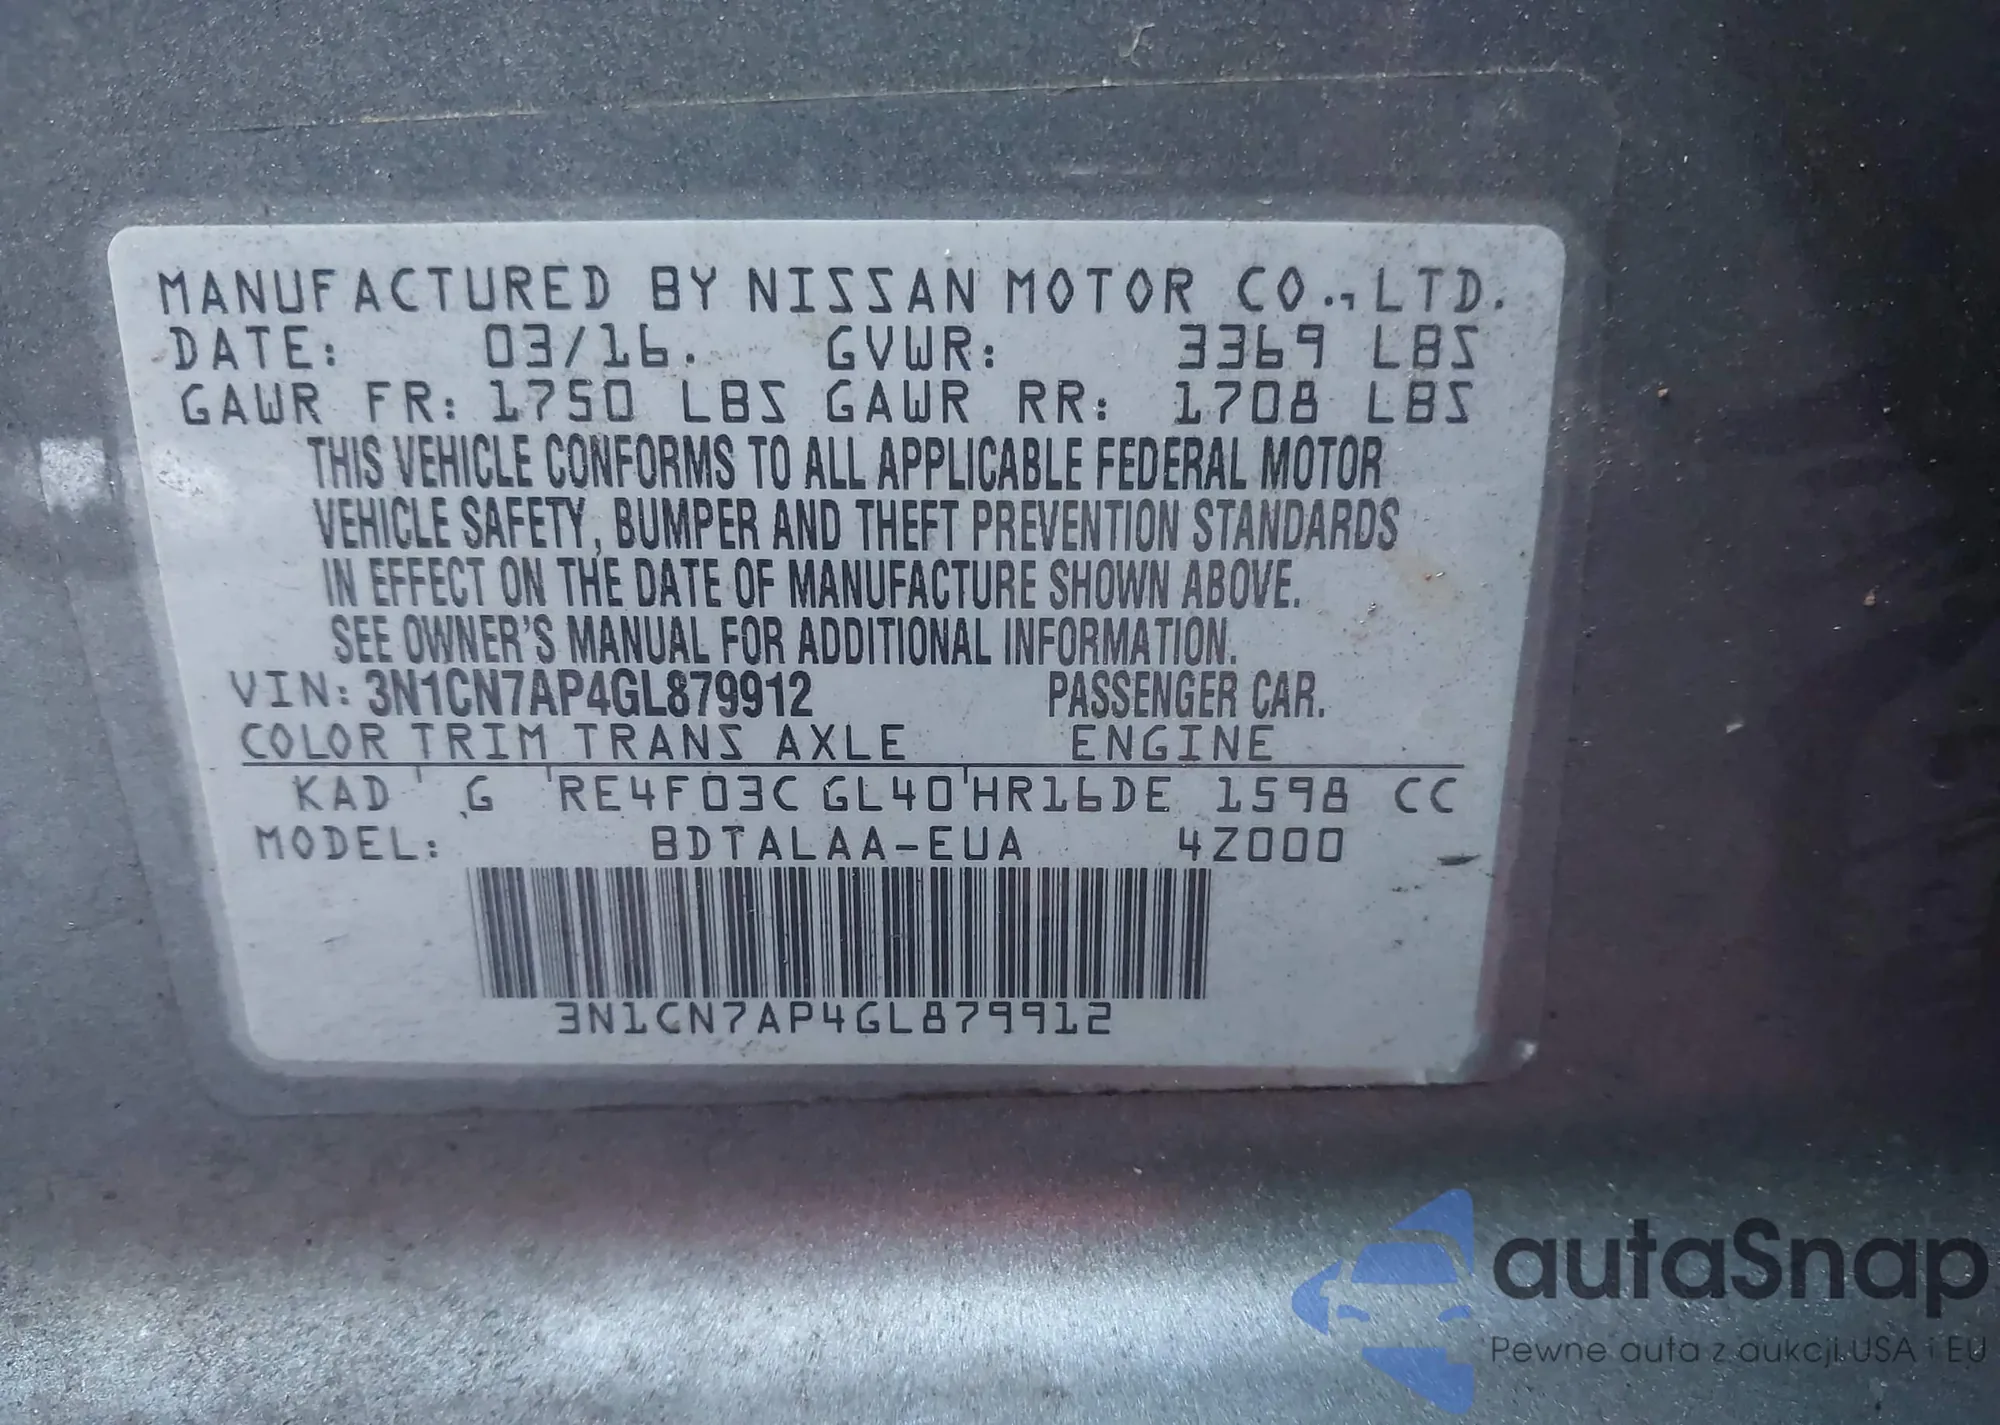 MANUFACTURED BY NISSAN MOTOR CO., LTD.
DATE: 03/16. GVWR: 3369 LBS
GAWR FR: 1750 LBS GAWR RR: 1708 LBS
THIS VEHICLE CONFORMS TO ALL APPLICABLE FEDERAL MOTOR
VEHICLE SAFETY, BUMPER AND THEFT PREVENTION STANDARDS
IN EFFECT ON THE DATE OF MANUFACTURE SHOWN ABOVE.
SEE OWNER'S MANUAL FOR ADDITIONAL INFORMATION.
VIN: 3N1CN7AP4GL879912 PASSENGER CAR.
COLOR TRIM TRANS AXLE ENGINE
KAD G RE4F03C GL40 HR16DE 1598 CC
MODEL: BDTALAA-EUA 4Z000
3N1CN7AP4GL879912
autaSnap
Pewne auta z aukcji USA i EU